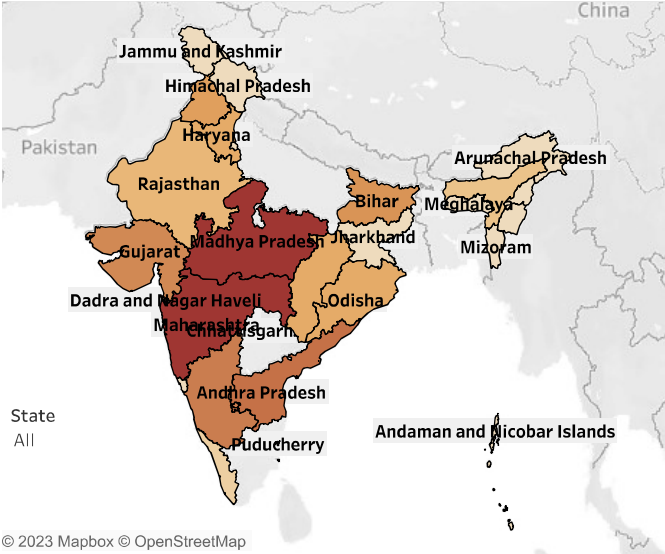 China
Jammu and Kashmir
Himachal Pradesh
Haryana
Pakistan
Arunachal Pradesh
Rajasthan
Bihar
Meghalaya
Madhya Pradesh
Jharkhand
Mizoram
Gujarat
Dadra and Nagar Haveli
Odisha
Maharashtra
Chhattisgarh
Andhra Pradesh
State
All
Andaman and Nicobar Islands
Puducherry
© 2023 Mapbox © OpenStreetMap